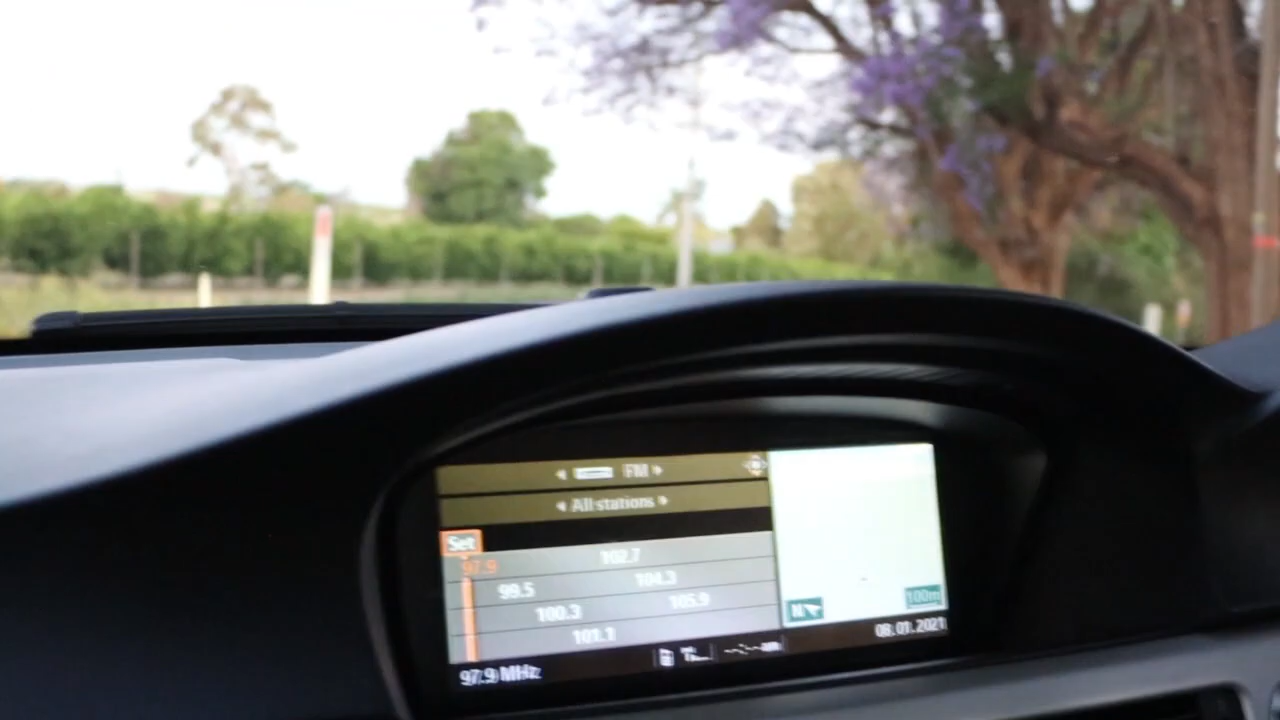 FM
All stations
Set
97.9
102.7
99.5
104.3
100.3
105.9
101.1
N
100m
97.9 MHz
08.01.2021